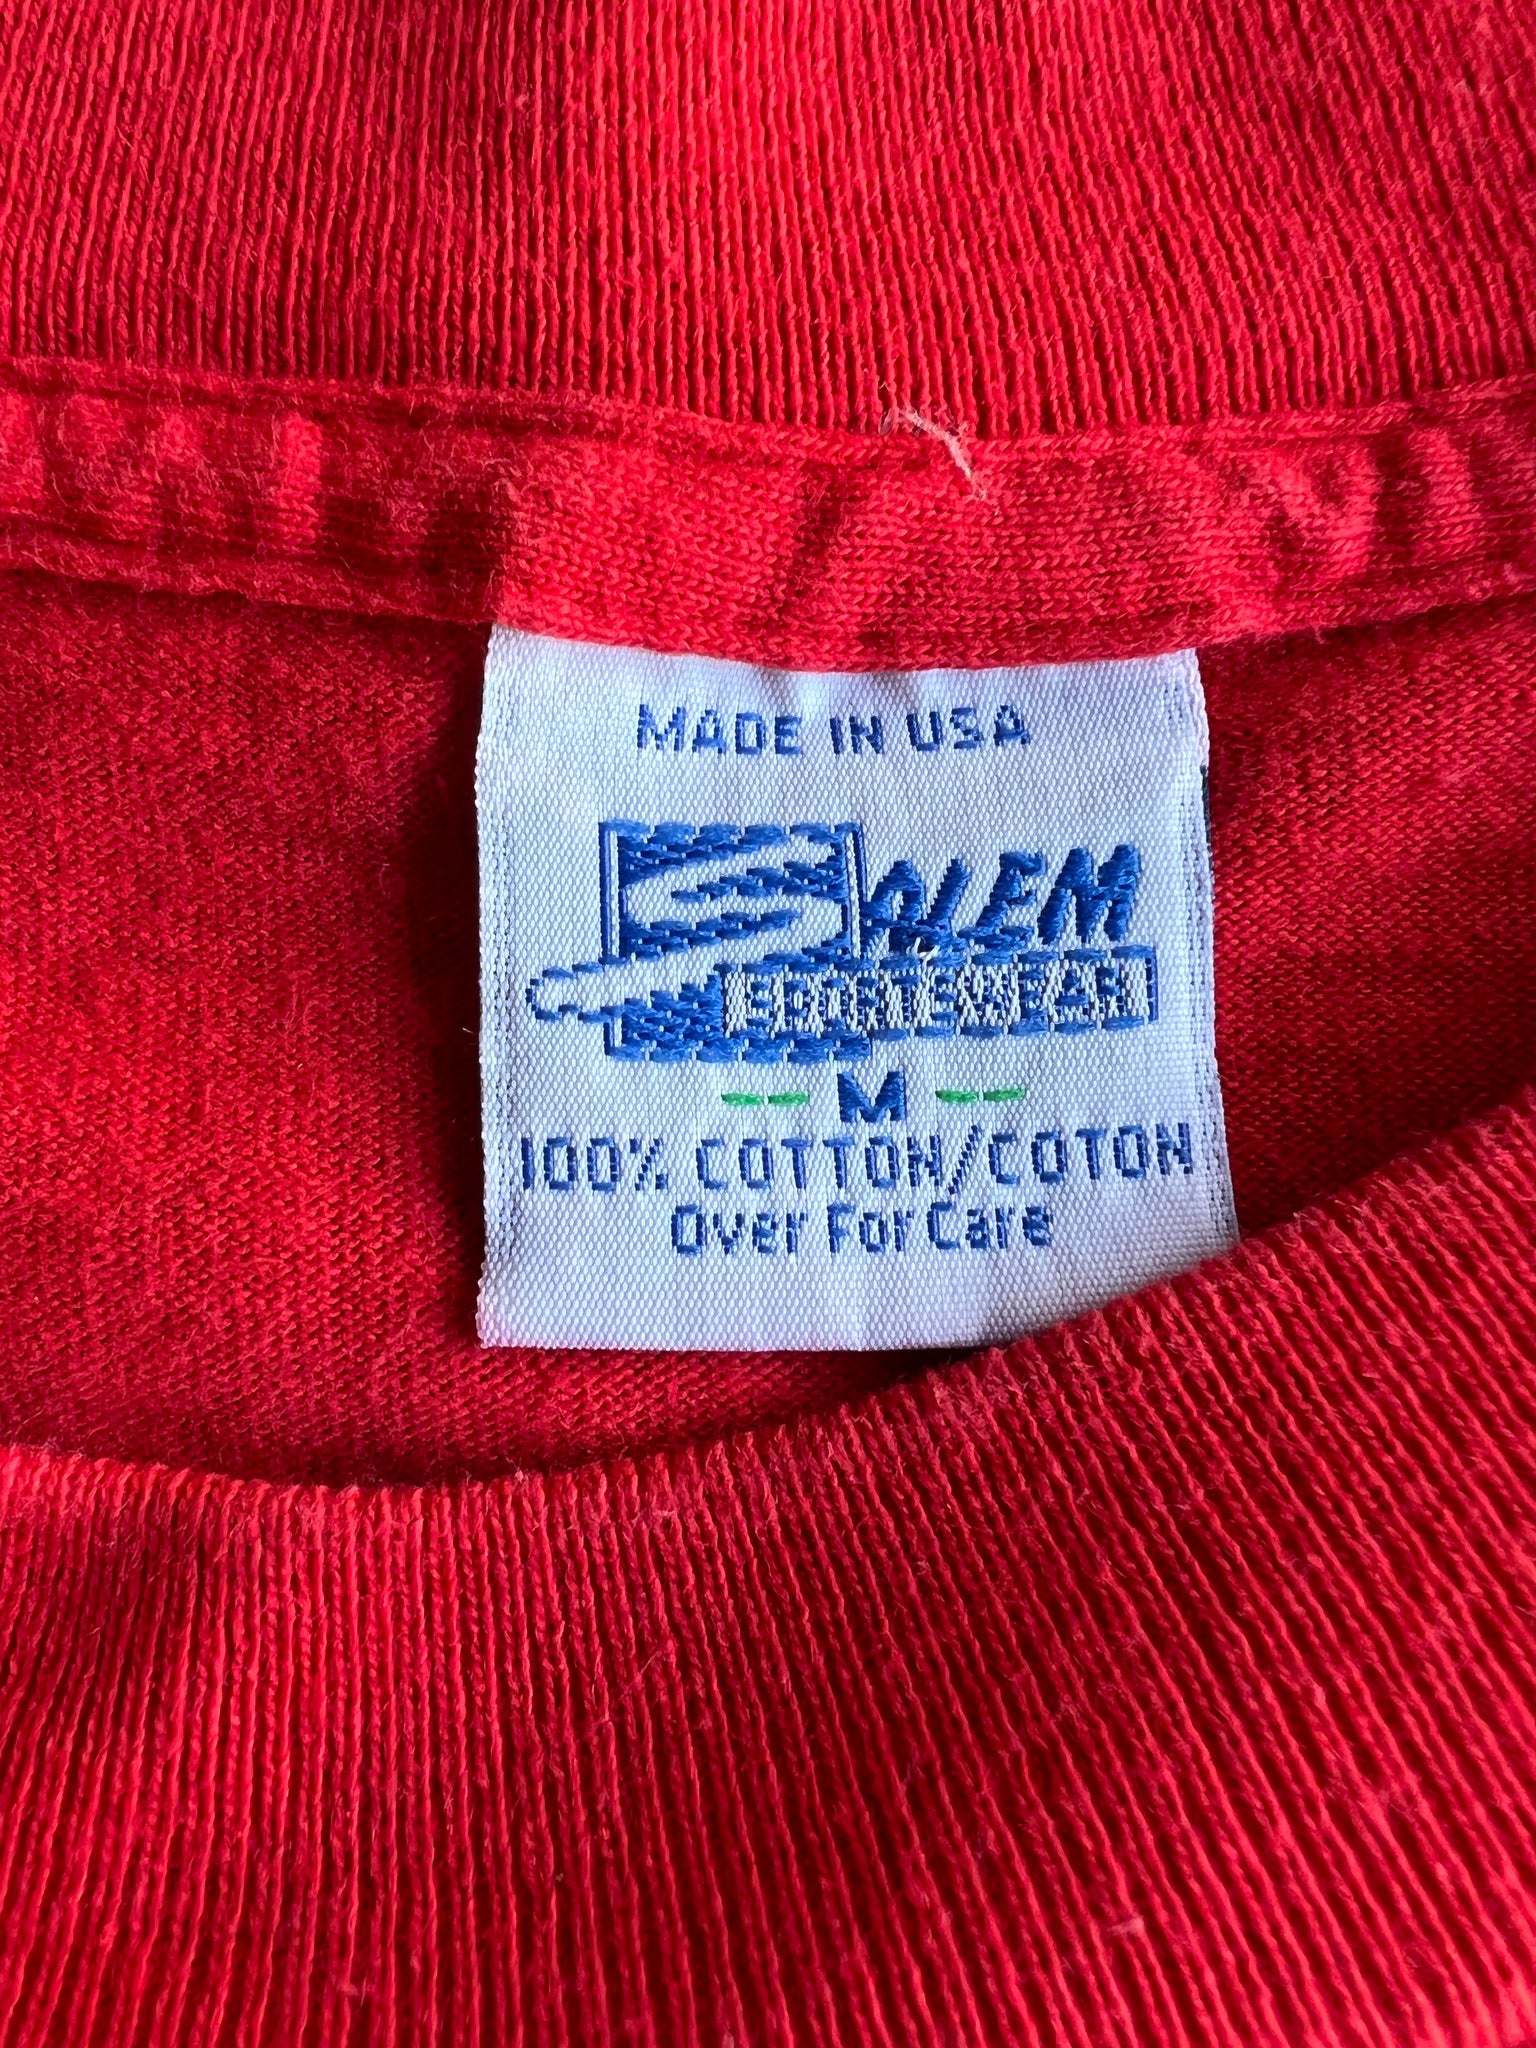 MADE IN USA
SALEM
SPORTSWEAR
M
100% COTTON/COTON
Over For Care